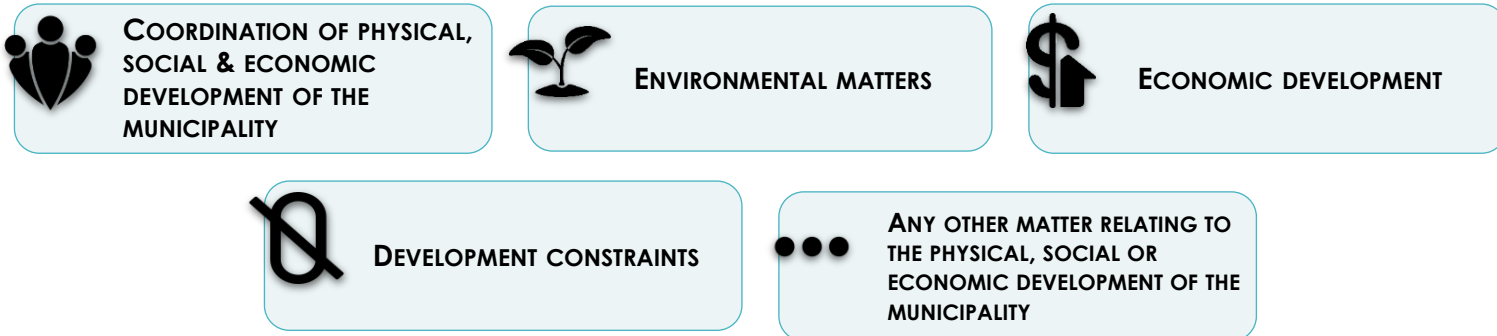 COORDINATION OF PHYSICAL,
SOCIAL & ECONOMIC
DEVELOPMENT OF THE
MUNICIPALITY
ENVIRONMENTAL MATTERS
ECONOMIC DEVELOPMENT
DEVELOPMENT CONSTRAINTS
ANY OTHER MATTER RELATING TO
THE PHYSICAL, SOCIAL OR
ECONOMIC DEVELOPMENT OF THE
MUNICIPALITY